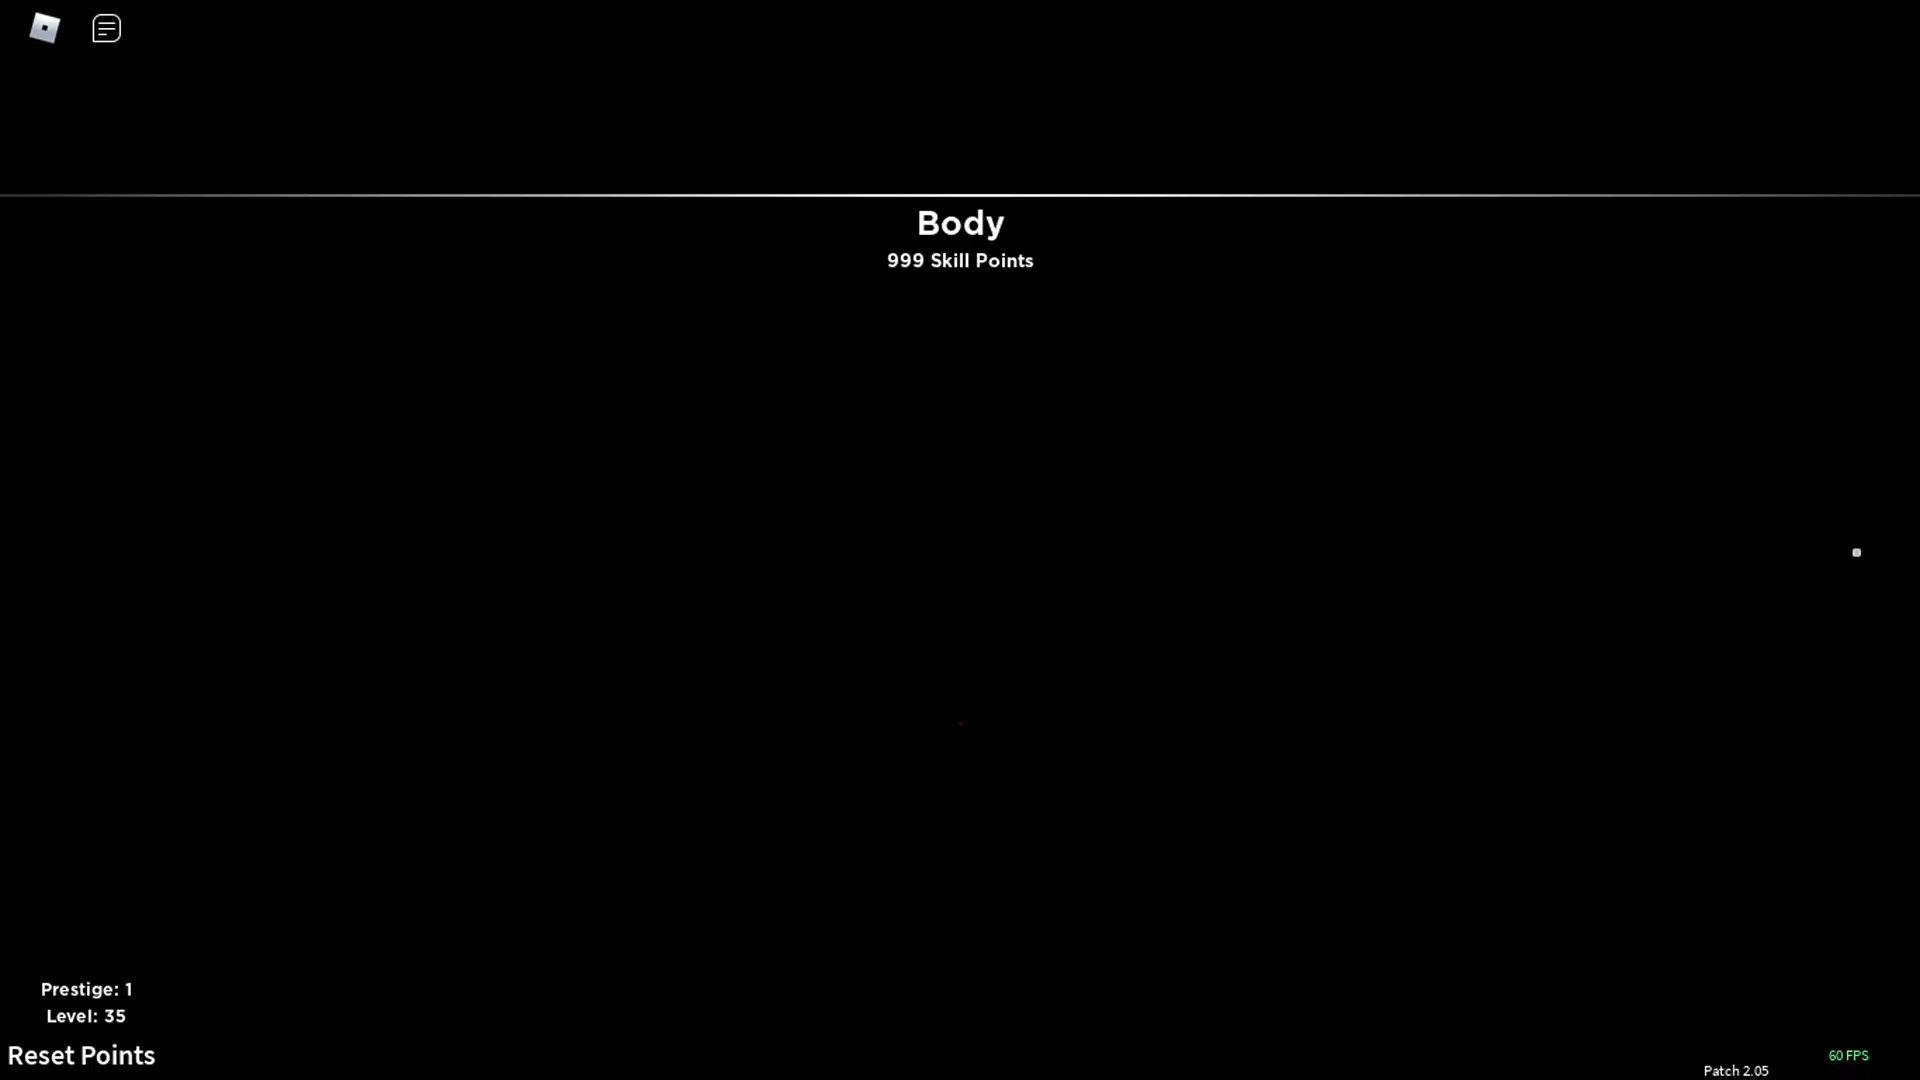 Body
999 Skill Points
Prestige: 1
Level: 35
Reset Points
60 FPS
Patch 2.05